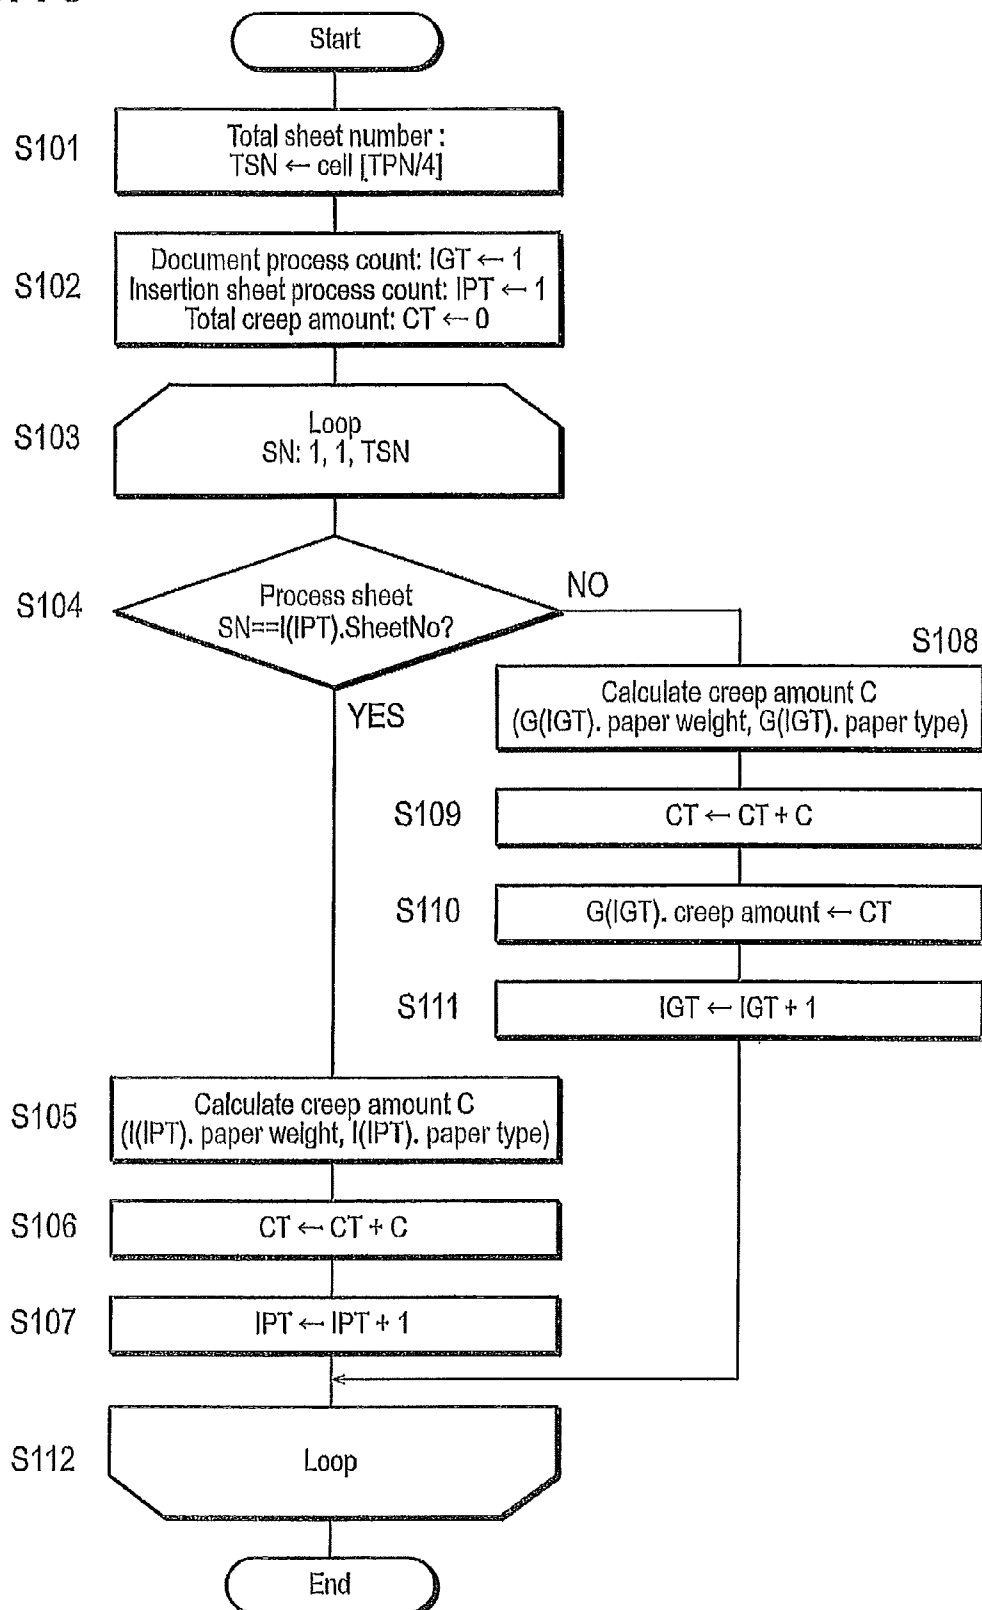 Start
S101
Total sheet number :
TSN ← cell [TPN/4]
S102
Document process count: IGT ← 1
Insertion sheet process count: IPT ← 1
Total creep amount: CT ← 0
S103
Loop
SN: 1, 1, TSN
S104
Process sheet
SN==I(IPT).SheetNo?
NO
YES
S108
Calculate creep amount C
(G(IGT). paper weight, G(IGT). paper type)
S109
CT ← CT + C
S110
G(IGT). creep amount ← CT
S111
IGT ← IGT + 1
S105
Calculate creep amount C
(I(IPT). paper weight, I(IPT). paper type)
S106
CT ← CT + C
S107
IPT ← IPT + 1
S112
Loop
End